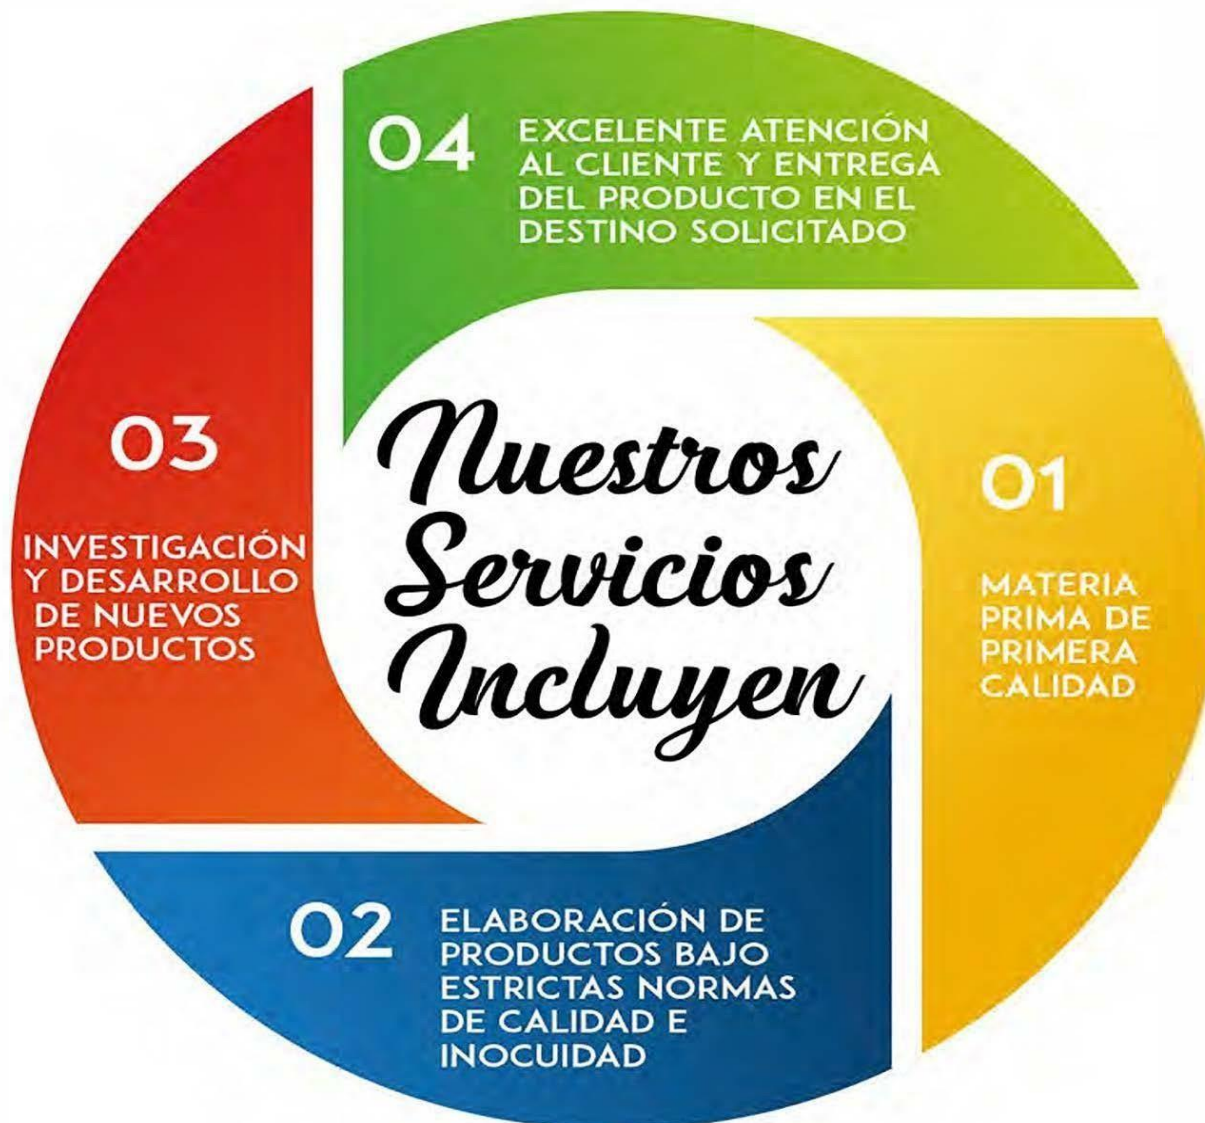 04
EXCELENTE ATENCIÓN
AL CLIENTE Y ENTREGA
DEL PRODUCTO EN EL
DESTINO SOLICITADO
03
INVESTIGACIÓN
Y DESARROLLO
DE NUEVOS
PRODUCTOS
Nuestros
Servicios
Incluyen
01
MATERIA
PRIMA DE
PRIMERA
CALIDAD
02
ELABORACIÓN DE
PRODUCTOS BAJO
ESTRICTAS NORMAS
DE CALIDAD E
INOCUIDAD